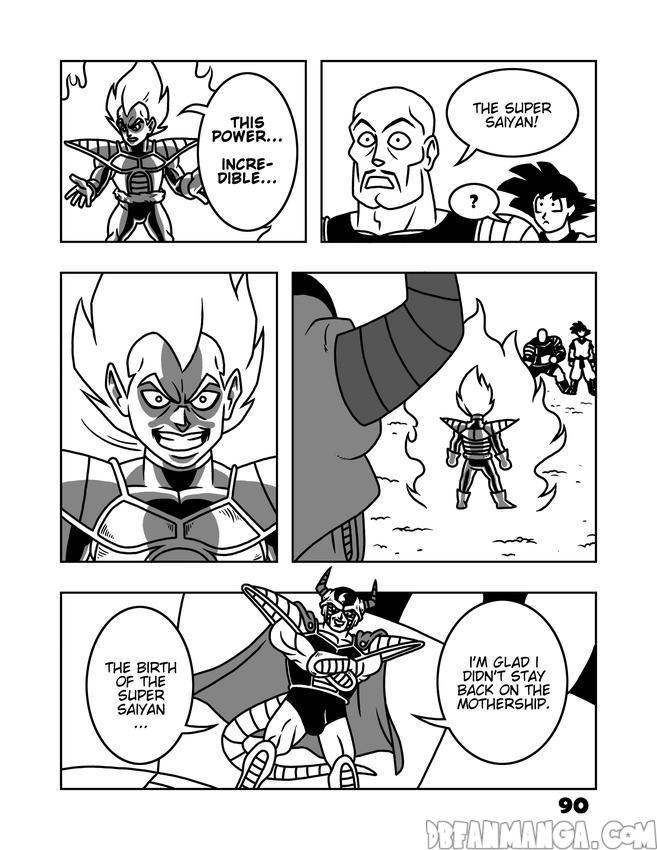 THIS
POWER...
INCRE-
DIBLE...
THE SUPER
SAIYAN!
?
THE BIRTH
OF THE
SUPER
SAIYAN
...
I'M GLAD I
DIDN'T STAY
BACK ON THE
MOTHERSHIP.
90
DBFANMANGA.COM